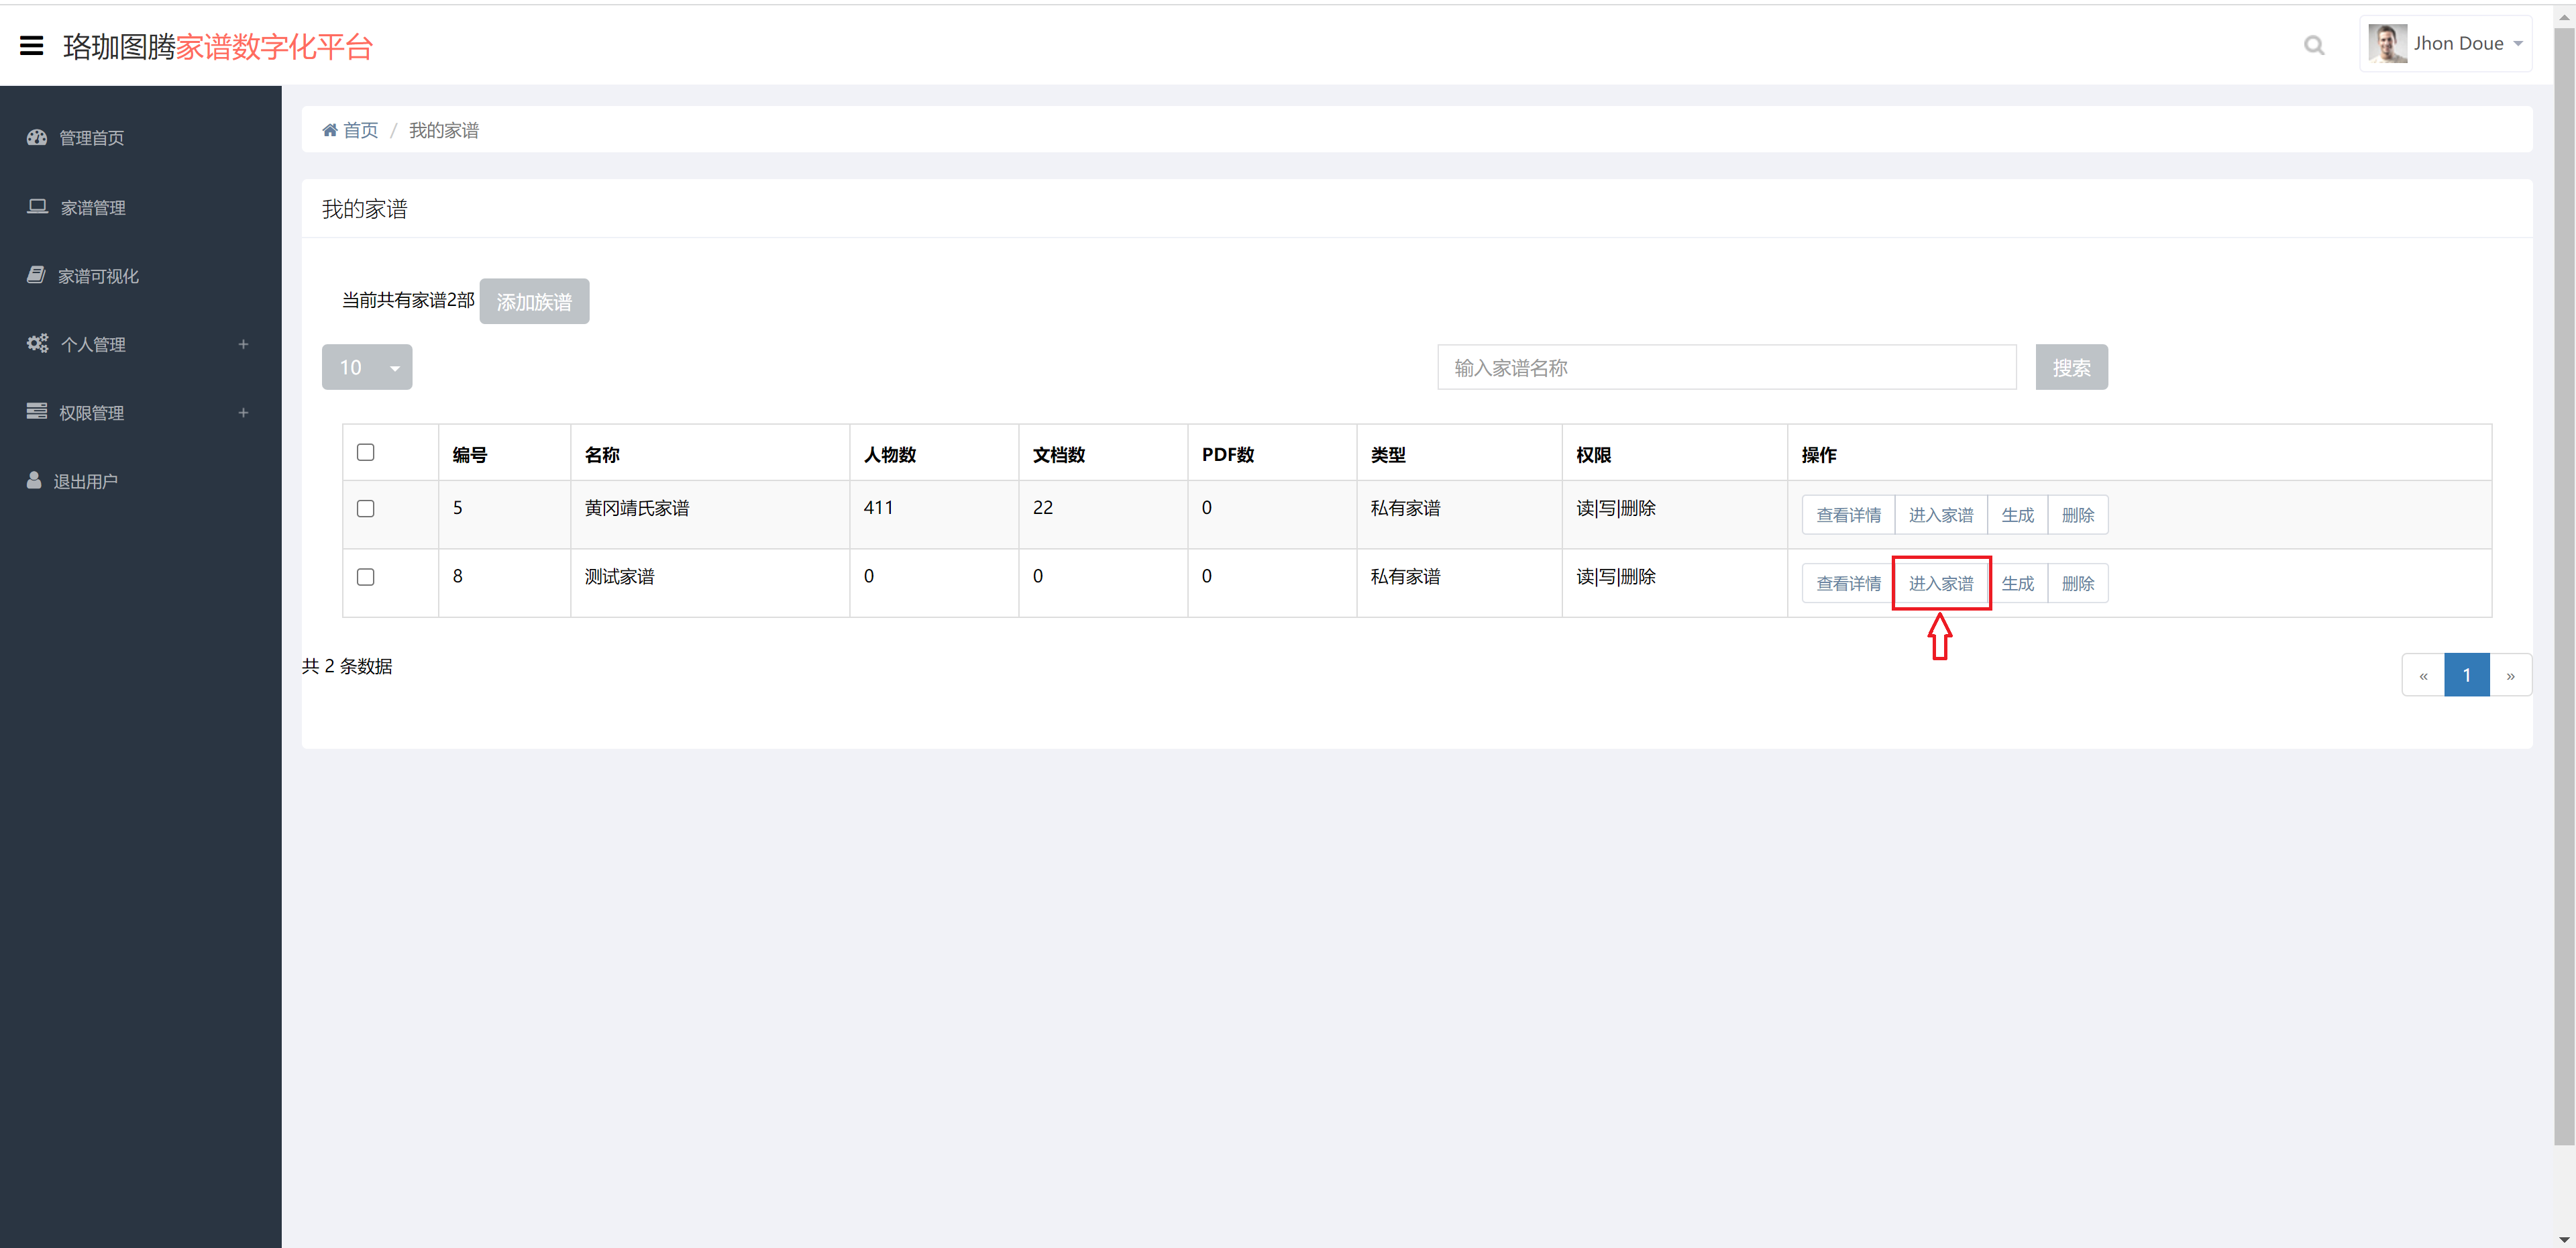 珞珈图腾家谱数字化平台
Jhon Doue
管理首页
家谱管理
家谱可视化
个人管理 +
权限管理 +
退出用户
首页 / 我的家谱
我的家谱
当前共有家谱2部 添加族谱
10 输入家谱名称 搜索
编号 名称 人物数 文档数 PDF数 类型 权限 操作
5 黄冈靖氏家谱 411 22 0 私有家谱 读|写|删除 查看详情 进入家谱 生成 删除
8 测试家谱 0 0 0 私有家谱 读|写|删除 查看详情 进入家谱 生成 删除
共 2 条数据 « 1 »